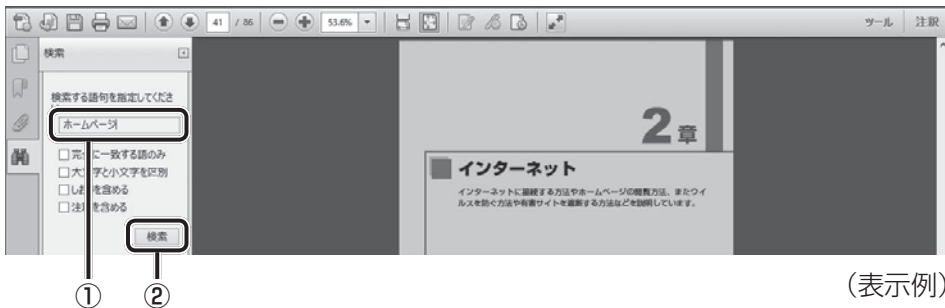 41 / 86 53.6% ツール 注釈
検索
検索する語句を指定してくださ
ホームページ
完全に一致する語のみ
大文字と小文字を区別
しおりを含める
注釈を含める
検索
2章
インターネット
インターネットに接続する方法やホームページの閲覧方法、またウイ
ルスを防ぐ方法や有害サイトを遮断する方法などを説明しています。
① ②
（表示例）